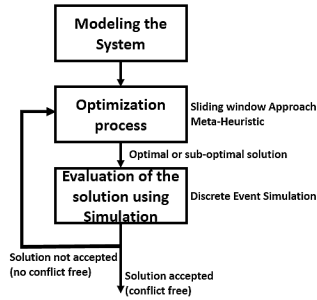 Modeling the
System
Optimization
process
Sliding window Approach
Meta-Heuristic
Optimal or sub-optimal solution
Evaluation of the
solution using
Simulation
Discrete Event Simulation
Solution not accepted
(no conflict free)
Solution accepted
(conflict free)